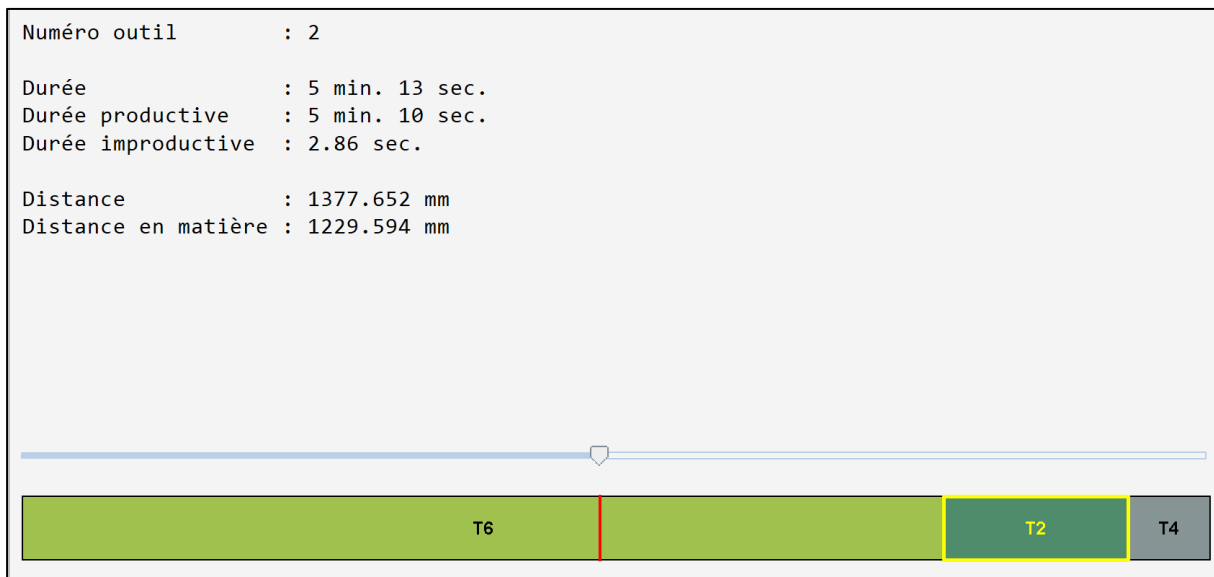 Numéro outil : 2
Durée : 5 min. 13 sec.
Durée productive : 5 min. 10 sec.
Durée improductive : 2.86 sec.
Distance : 1377.652 mm
Distance en matière : 1229.594 mm
T6 T2 T4